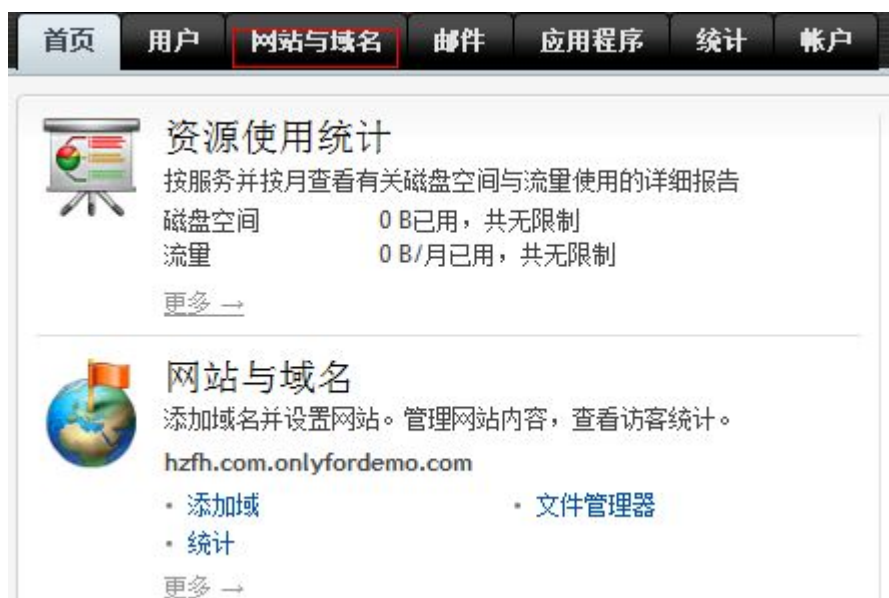 首页 用户 网站与域名 邮件 应用程序 统计 帐户
资源使用统计
按服务并按月查看有关磁盘空间与流量使用的详细报告
磁盘空间 0 B已用，共无限制
流量 0 B/月已用，共无限制
更多 →
网站与域名
添加域名并设置网站。管理网站内容，查看访客统计。
hzfh.com.onlyfordemo.com
· 添加域 · 文件管理器
· 统计
更多 →